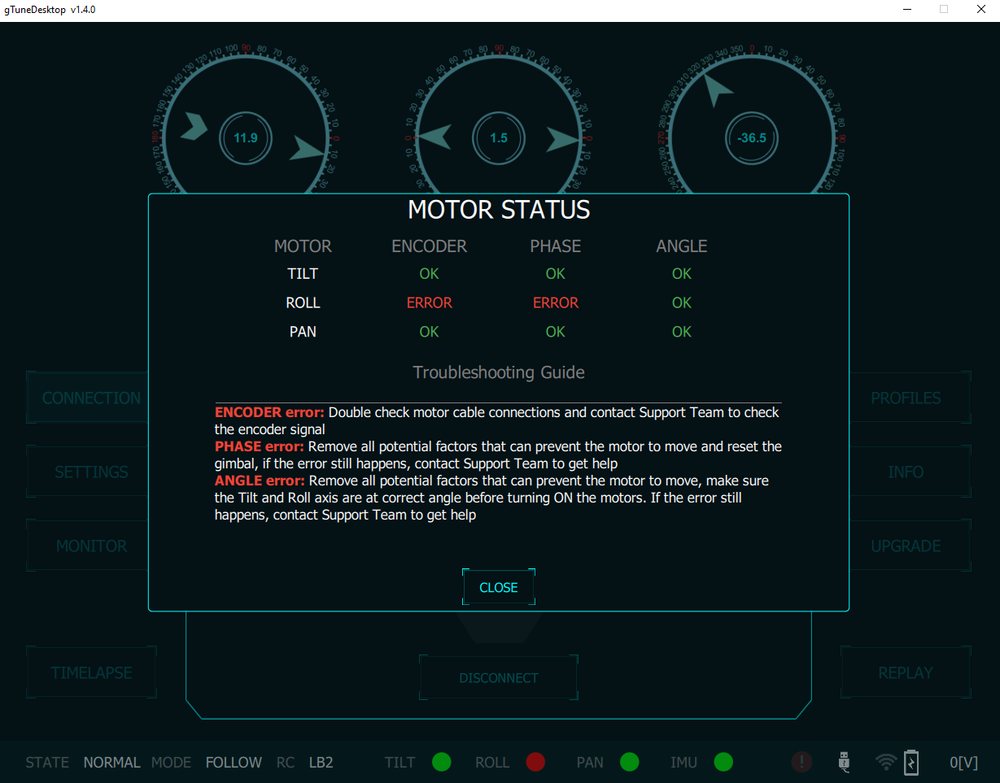 gTuneDesktop v1.4.0
11.9
1.5
-36.5
MOTOR STATUS
MOTOR ENCODER PHASE ANGLE
TILT OK OK OK
ROLL ERROR ERROR OK
PAN OK OK OK
Troubleshooting Guide
ENCODER error: Double check motor cable connections and contact Support Team to check
the encoder signal
PHASE error: Remove all potential factors that can prevent the motor to move and reset the
gimbal, if the error still happens, contact Support Team to get help
ANGLE error: Remove all potential factors that can prevent the motor to move, make sure
the Tilt and Roll axis are at correct angle before turning ON the motors. If the error still
happens, contact Support Team to get help
CLOSE
CONNECTION
SETTINGS
MONITOR
TIMELAPSE
PROFILES
INFO
UPGRADE
REPLAY
DISCONNECT
STATE NORMAL MODE FOLLOW RC LB2 TILT ROLL PAN IMU 0[V]